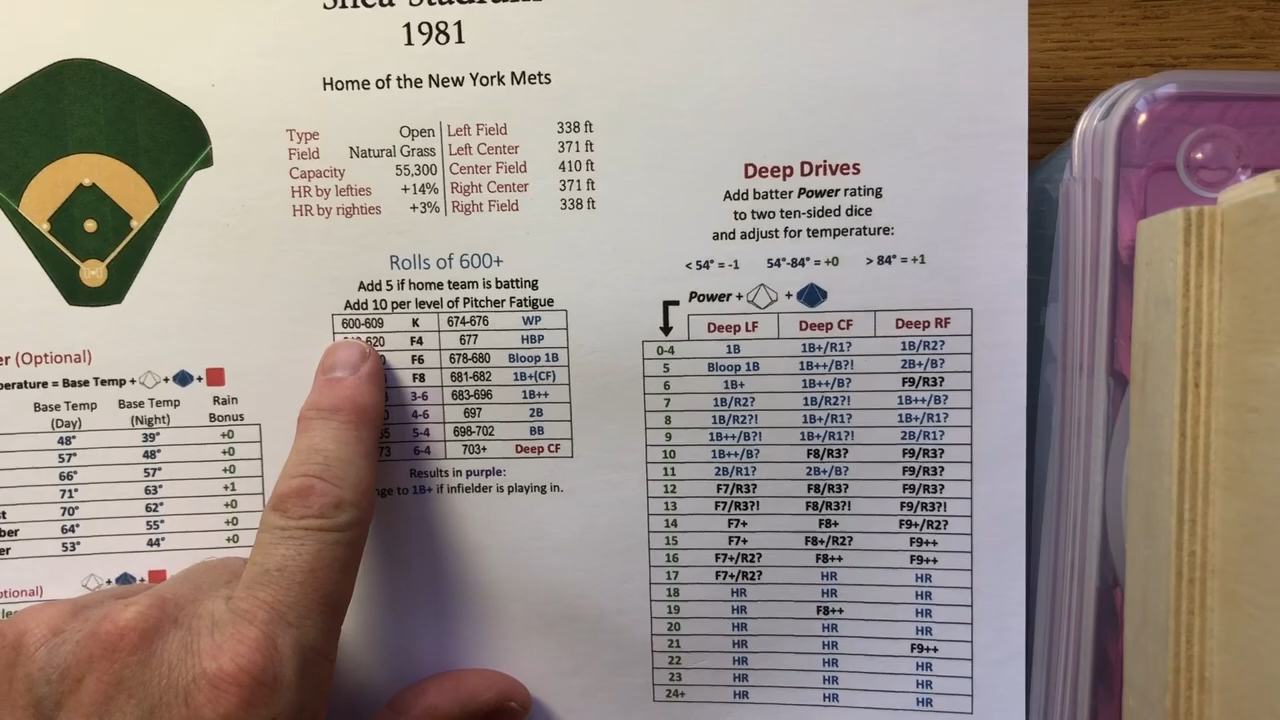 Shea Stadium
1981
Home of the New York Mets
Type Open Left Field 338 ft
Field Natural Grass Left Center 371 ft
Capacity 55,300 Center Field 410 ft
HR by lefties +14% Right Center 371 ft
HR by righties +3% Right Field 338 ft
Rolls of 600+
Add 5 if home team is batting
Add 10 per level of Pitcher Fatigue
600-609 K 674-676 WP
620 F4 677 HBP
F6 678-680 Bloop 1B
F8 681-682 1B+(CF)
3-6 683-696 1B++
4-6 697 2B
5-4 698-702 BB
73 6-4 703+ Deep CF
Results in purple:
to 1B+ if infielder is playing in.
(Optional)
= Base Temp + + +
Base Temp Base Temp Rain
(Day) (Night) Bonus
48° 39° +0
57° 48° +0
66° 57° +0
71° 63° +1
70° 62° +0
64° 55° +0
53° 44° +0
+ +
Deep Drives
Add batter Power rating
to two ten-sided dice
and adjust for temperature:
< 54° = -1 54°-84° = +0 > 84° = +1
Power + +
Deep LF Deep CF Deep RF
0-4 1B 1B+/R1? 1B/R2?
5 Bloop 1B 1B++/B?! 2B+/B?
6 1B+ 1B++/B? F9/R3?
7 1B/R2? 1B/R2?! 1B++/B?
8 1B/R2?! 1B+/R1? 1B+/R1?
9 1B++/B?! 1B+/R1?! 2B/R1?
10 1B++/B? F8/R3? F9/R3?
11 2B/R1? 2B+/B? F9/R3?
12 F7/R3? F8/R3? F9/R3?
13 F7/R3?! F8/R3?! F9/R3?!
14 F7+ F8+ F9+/R2?
15 F7+ F8+/R2? F9++
16 F7+/R2? F8++ F9++
17 F7+/R2? HR HR
18 HR HR HR
19 HR F8++ HR
20 HR HR HR
21 HR HR F9++
22 HR HR HR
23 HR HR HR
24+ HR HR HR